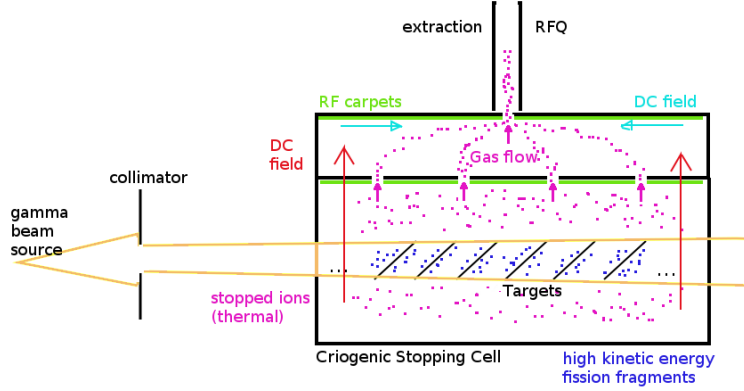 extraction RFQ
RF carpets DC field
DC
field
Gas flow
collimator
gamma
beam
source
... ...
Targets
stopped ions
(thermal)
Criogenic Stopping Cell
high kinetic energy
fission fragments